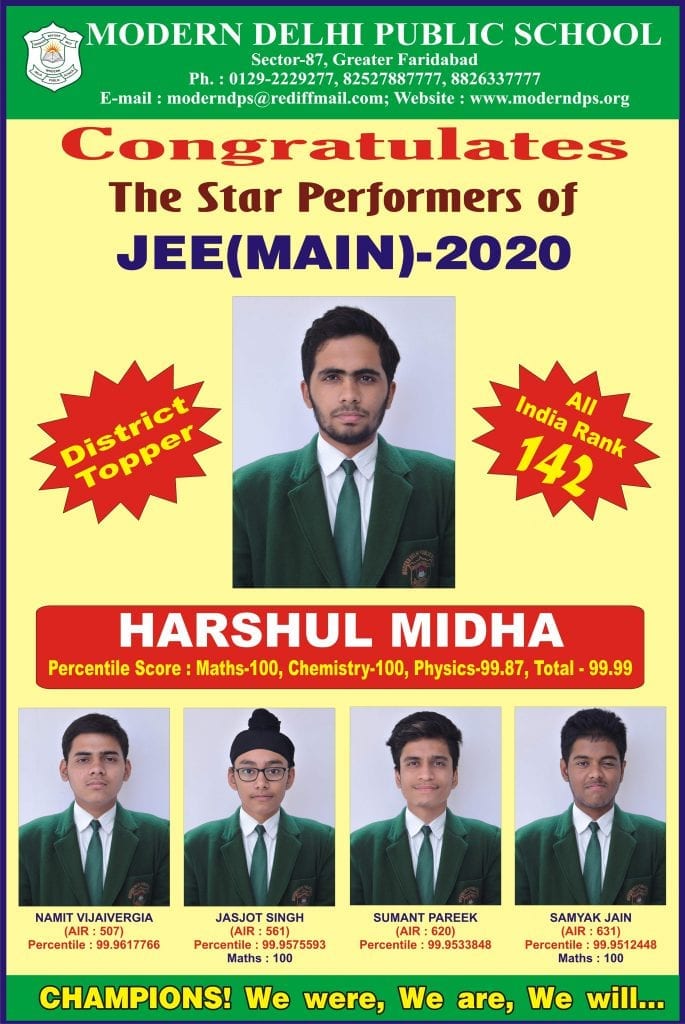 MODERN DELHI PUBLIC SCHOOL
Sector-87, Greater Faridabad
Ph. : 0129-2229277, 82527887777, 8826337777
E-mail : moderndps@rediffmail.com; Website : www.moderndps.org
Congratulates
The Star Performers of
JEE(MAIN)-2020
District
Topper
All
India Rank
142
HARSHUL MIDHA
Percentile Score : Maths-100, Chemistry-100, Physics-99.87, Total - 99.99
NAMIT VIJAIVERGIA
(AIR : 507)
Percentile : 99.9617766
JASJOT SINGH
(AIR : 561)
Percentile : 99.9575593
Maths : 100
SUMANT PAREEK
(AIR : 620)
Percentile : 99.9533848
SAMYAK JAIN
(AIR : 631)
Percentile : 99.9512448
Maths : 100
CHAMPIONS! We were, We are, We will...